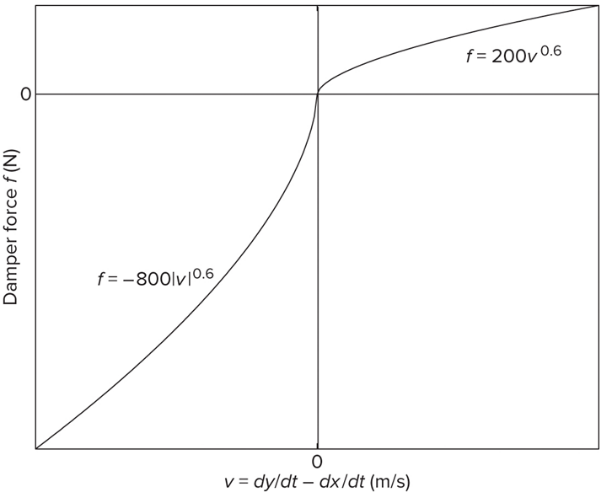 f = 200v^0.6
0
Damper force f (N)
f = −800|v|^0.6
0
v = dy/dt − dx/dt (m/s)